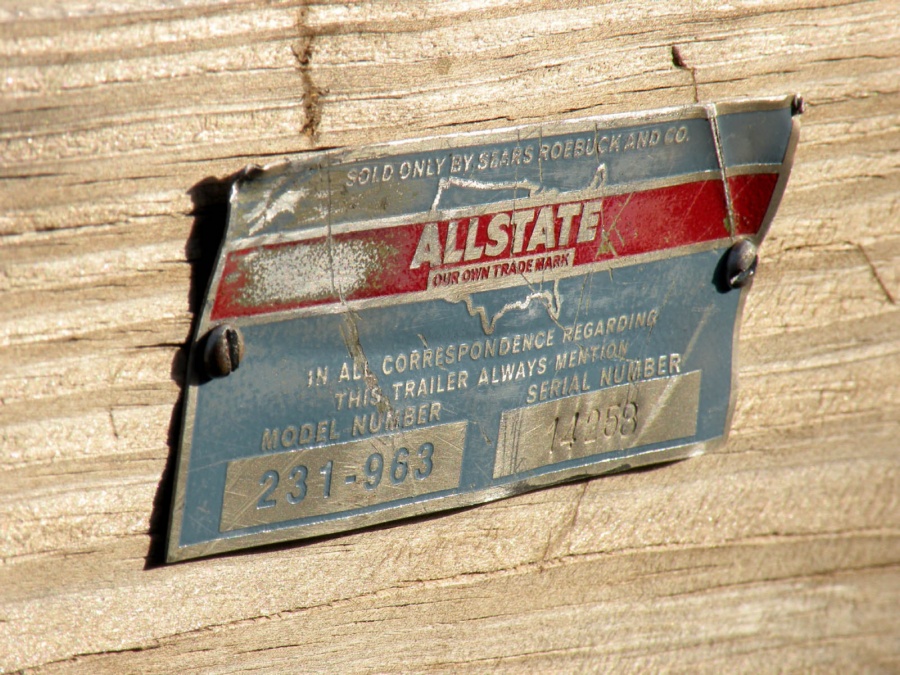 SOLD ONLY BY SEARS ROEBUCK AND CO.
ALLSTATE
OUR OWN TRADE MARK
IN ALL CORRESPONDENCE REGARDING
THIS TRAILER ALWAYS MENTION
MODEL NUMBER SERIAL NUMBER
231-963 14258